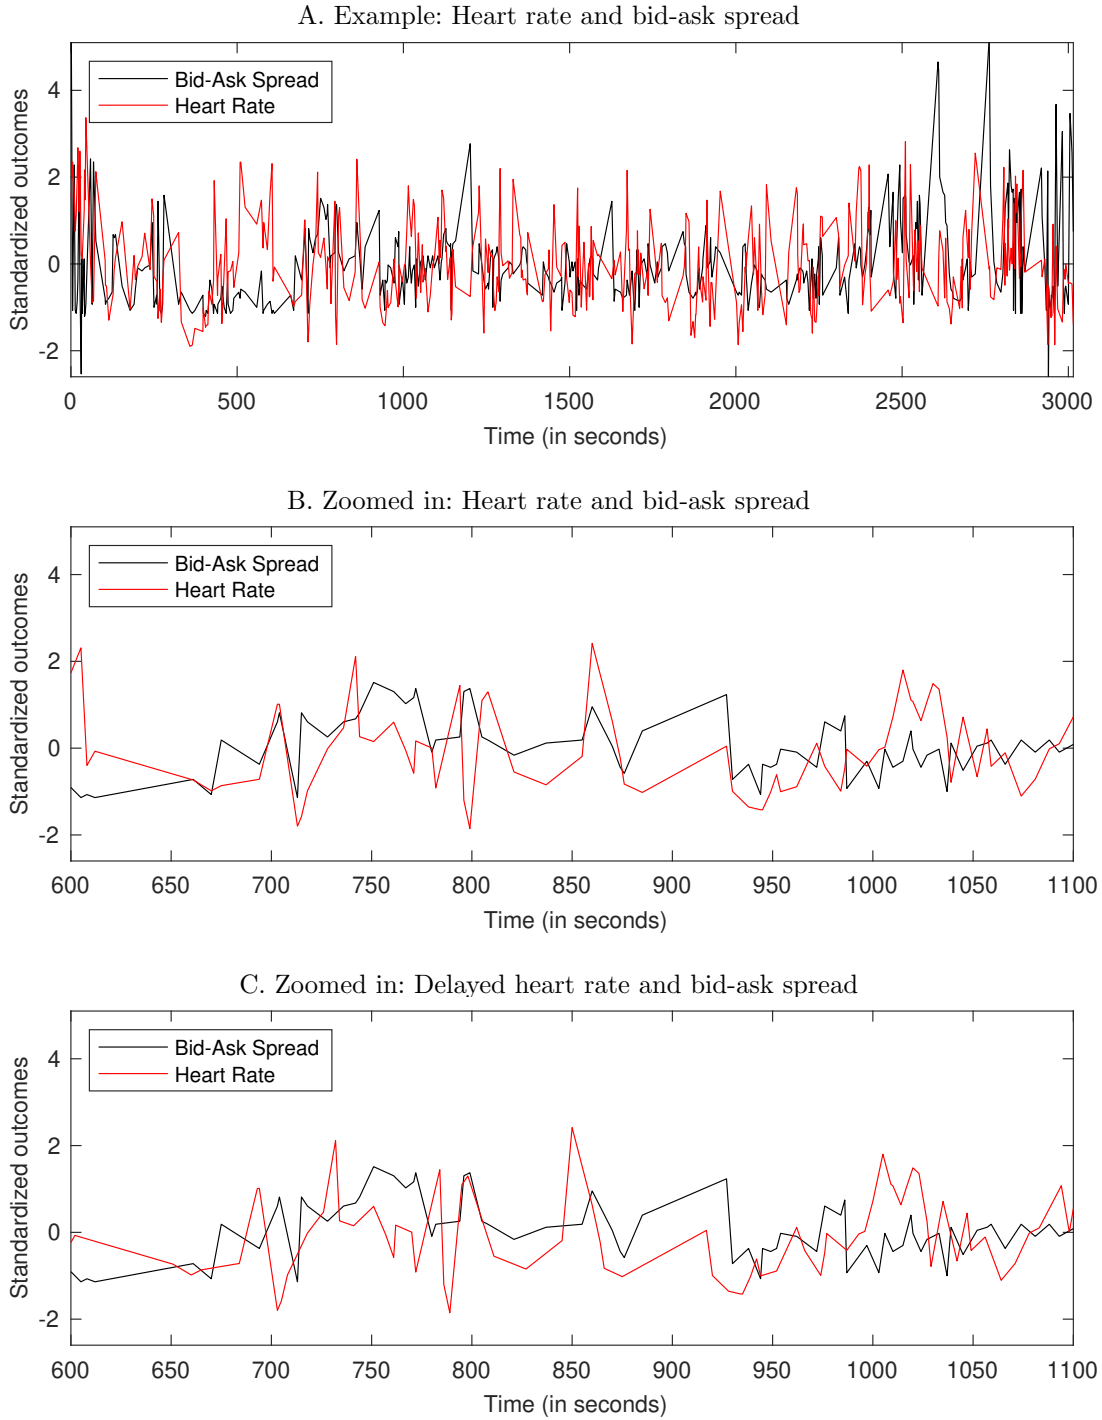 A. Example: Heart rate and bid-ask spread
Bid-Ask Spread
Heart Rate
Standardized outcomes
4
2
0
-2
0 500 1000 1500 2000 2500 3000
Time (in seconds)
B. Zoomed in: Heart rate and bid-ask spread
Bid-Ask Spread
Heart Rate
Standardized outcomes
4
2
0
-2
600 650 700 750 800 850 900 950 1000 1050 1100
Time (in seconds)
C. Zoomed in: Delayed heart rate and bid-ask spread
Bid-Ask Spread
Heart Rate
Standardized outcomes
4
2
0
-2
600 650 700 750 800 850 900 950 1000 1050 1100
Time (in seconds)